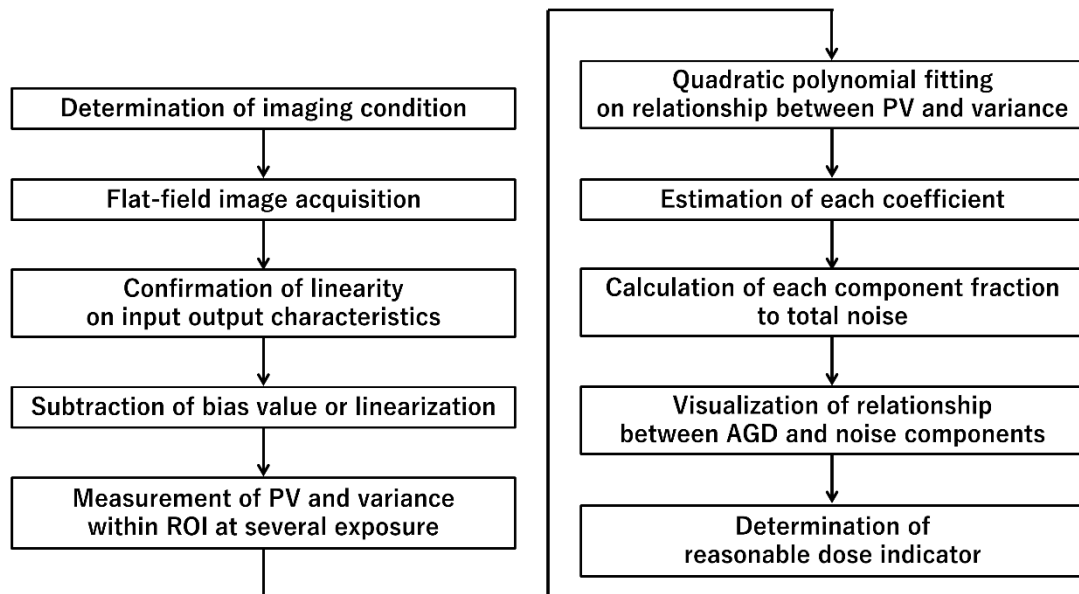 Determination of imaging condition
Flat-field image acquisition
Confirmation of linearity
on input output characteristics
Subtraction of bias value or linearization
Measurement of PV and variance
within ROI at several exposure
Quadratic polynomial fitting
on relationship between PV and variance
Estimation of each coefficient
Calculation of each component fraction
to total noise
Visualization of relationship
between AGD and noise components
Determination of
reasonable dose indicator